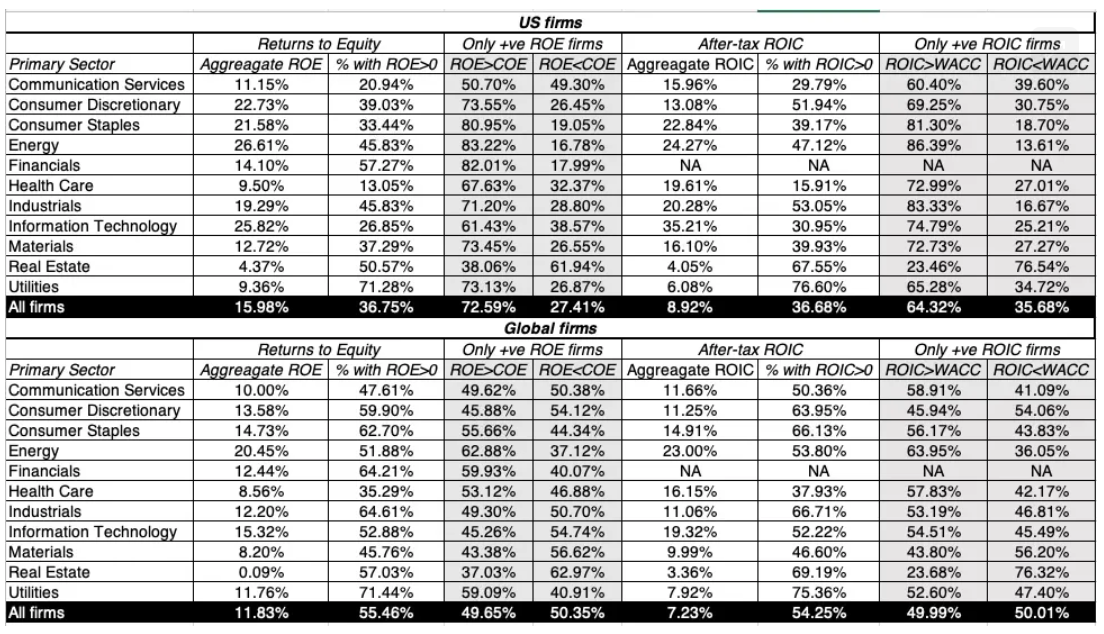 US firms
Returns to Equity Only +ve ROE firms After-tax ROIC Only +ve ROIC firms
Primary Sector Aggreagate ROE % with ROE>0 ROE>COE ROE<COE Aggreagate ROIC % with ROIC>0 ROIC>WACC ROIC<WACC
Communication Services 11.15% 20.94% 50.70% 49.30% 15.96% 29.79% 60.40% 39.60%
Consumer Discretionary 22.73% 39.03% 73.55% 26.45% 13.08% 51.94% 69.25% 30.75%
Consumer Staples 21.58% 33.44% 80.95% 19.05% 22.84% 39.17% 81.30% 18.70%
Energy 26.61% 45.83% 83.22% 16.78% 24.27% 47.12% 86.39% 13.61%
Financials 14.10% 57.27% 82.01% 17.99% NA NA NA NA
Health Care 9.50% 13.05% 67.63% 32.37% 19.61% 15.91% 72.99% 27.01%
Industrials 19.29% 45.83% 71.20% 28.80% 20.28% 53.05% 83.33% 16.67%
Information Technology 25.82% 26.85% 61.43% 38.57% 35.21% 30.95% 74.79% 25.21%
Materials 12.72% 37.29% 73.45% 26.55% 16.10% 39.93% 72.73% 27.27%
Real Estate 4.37% 50.57% 38.06% 61.94% 4.05% 67.55% 23.46% 76.54%
Utilities 9.36% 71.28% 73.13% 26.87% 6.08% 76.60% 65.28% 34.72%
All firms 15.98% 36.75% 72.59% 27.41% 8.92% 36.68% 64.32% 35.68%
Global firms
Returns to Equity Only +ve ROE firms After-tax ROIC Only +ve ROIC firms
Primary Sector Aggreagate ROE % with ROE>0 ROE>COE ROE<COE Aggreagate ROIC % with ROIC>0 ROIC>WACC ROIC<WACC
Communication Services 10.00% 47.61% 49.62% 50.38% 11.66% 50.36% 58.91% 41.09%
Consumer Discretionary 13.58% 59.90% 45.88% 54.12% 11.25% 63.95% 45.94% 54.06%
Consumer Staples 14.73% 62.70% 55.66% 44.34% 14.91% 66.13% 56.17% 43.83%
Energy 20.45% 51.88% 62.88% 37.12% 23.00% 53.80% 63.95% 36.05%
Financials 12.44% 64.21% 59.93% 40.07% NA NA NA NA
Health Care 8.56% 35.29% 53.12% 46.88% 16.15% 37.93% 57.83% 42.17%
Industrials 12.20% 64.61% 49.30% 50.70% 11.06% 66.71% 53.19% 46.81%
Information Technology 15.32% 52.88% 45.26% 54.74% 19.32% 52.22% 54.51% 45.49%
Materials 8.20% 45.76% 43.38% 56.62% 9.99% 46.60% 43.80% 56.20%
Real Estate 0.09% 57.03% 37.03% 62.97% 3.36% 69.19% 23.68% 76.32%
Utilities 11.76% 71.44% 59.09% 40.91% 7.92% 75.36% 52.60% 47.40%
All firms 11.83% 55.46% 49.65% 50.35% 7.23% 54.25% 49.99% 50.01%